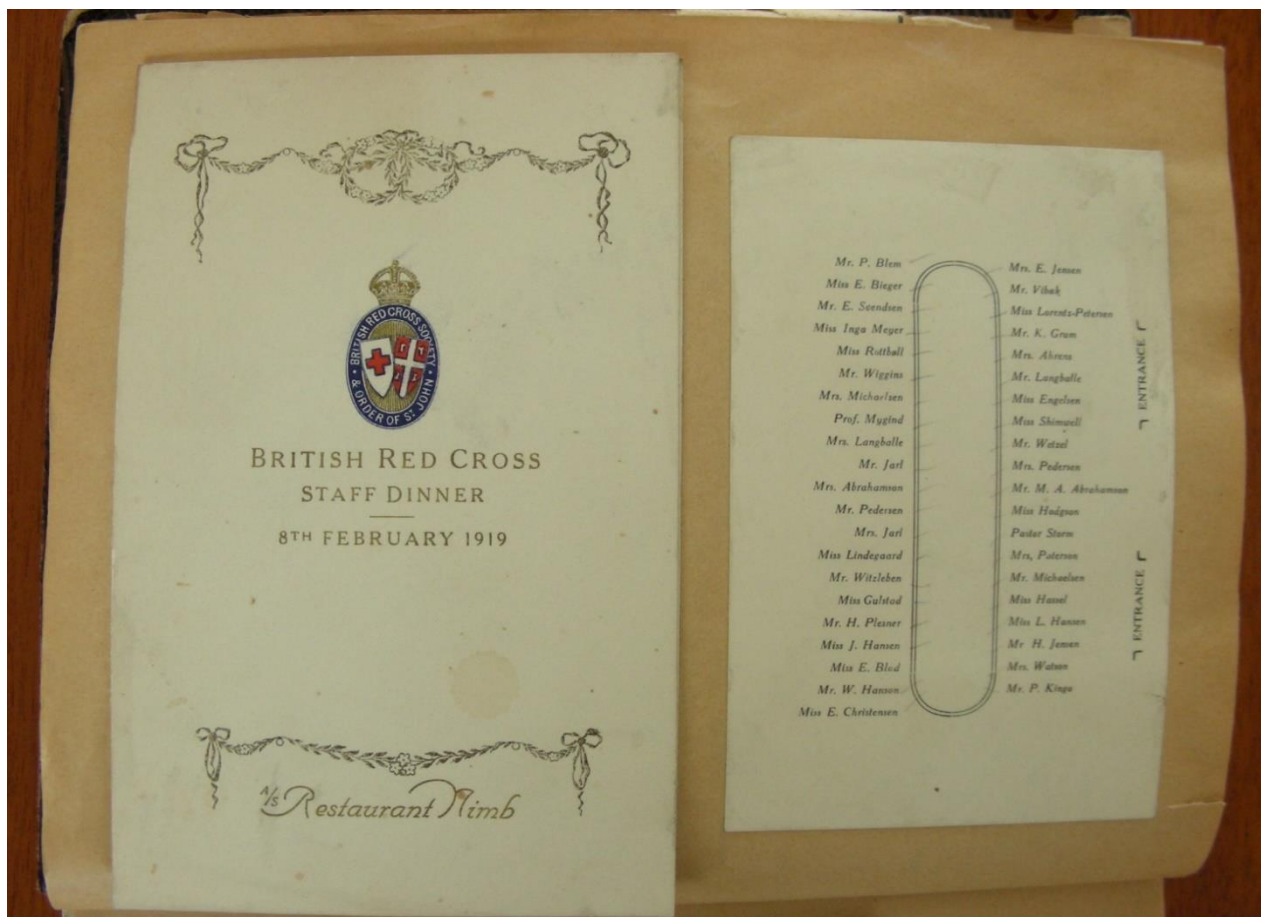 BRITISH RED CROSS SOCIETY
& ORDER OF ST JOHN
BRITISH RED CROSS
STAFF DINNER
8TH FEBRUARY 1919
A/S Restaurant Nimb
Mr. P. Blem
Miss E. Bieger
Mr. E. Svendsen
Miss Inga Meyer
Miss Rottbøll
Mr. Wiggins
Mrs. Michaelsen
Prof. Mygind
Mrs. Langballe
Mr. Jarl
Mrs. Abrahamson
Mr. Pedersen
Mrs. Jarl
Miss Lindegaard
Mr. Witzleben
Miss Gulstad
Mr. H. Plesner
Miss J. Hansen
Miss E. Blod
Mr. W. Hanson
Miss E. Christensen
Mrs. E. Jensen
Mr. Vibæk
Miss Lorentz-Petersen
Mr. K. Gram
Mrs. Ahrens
Mr. Langballe
Miss Engelsen
Miss Shimwell
Mr. Wetzel
Mrs. Pedersen
Mr. M. A. Abrahamson
Miss Hodgson
Pastor Storm
Mrs, Paterson
Mr. Michaelsen
Miss Hassel
Miss L. Hansen
Mr H. Jensen
Mrs. Watson
Mr. P. Kinga
ENTRANCE
ENTRANCE